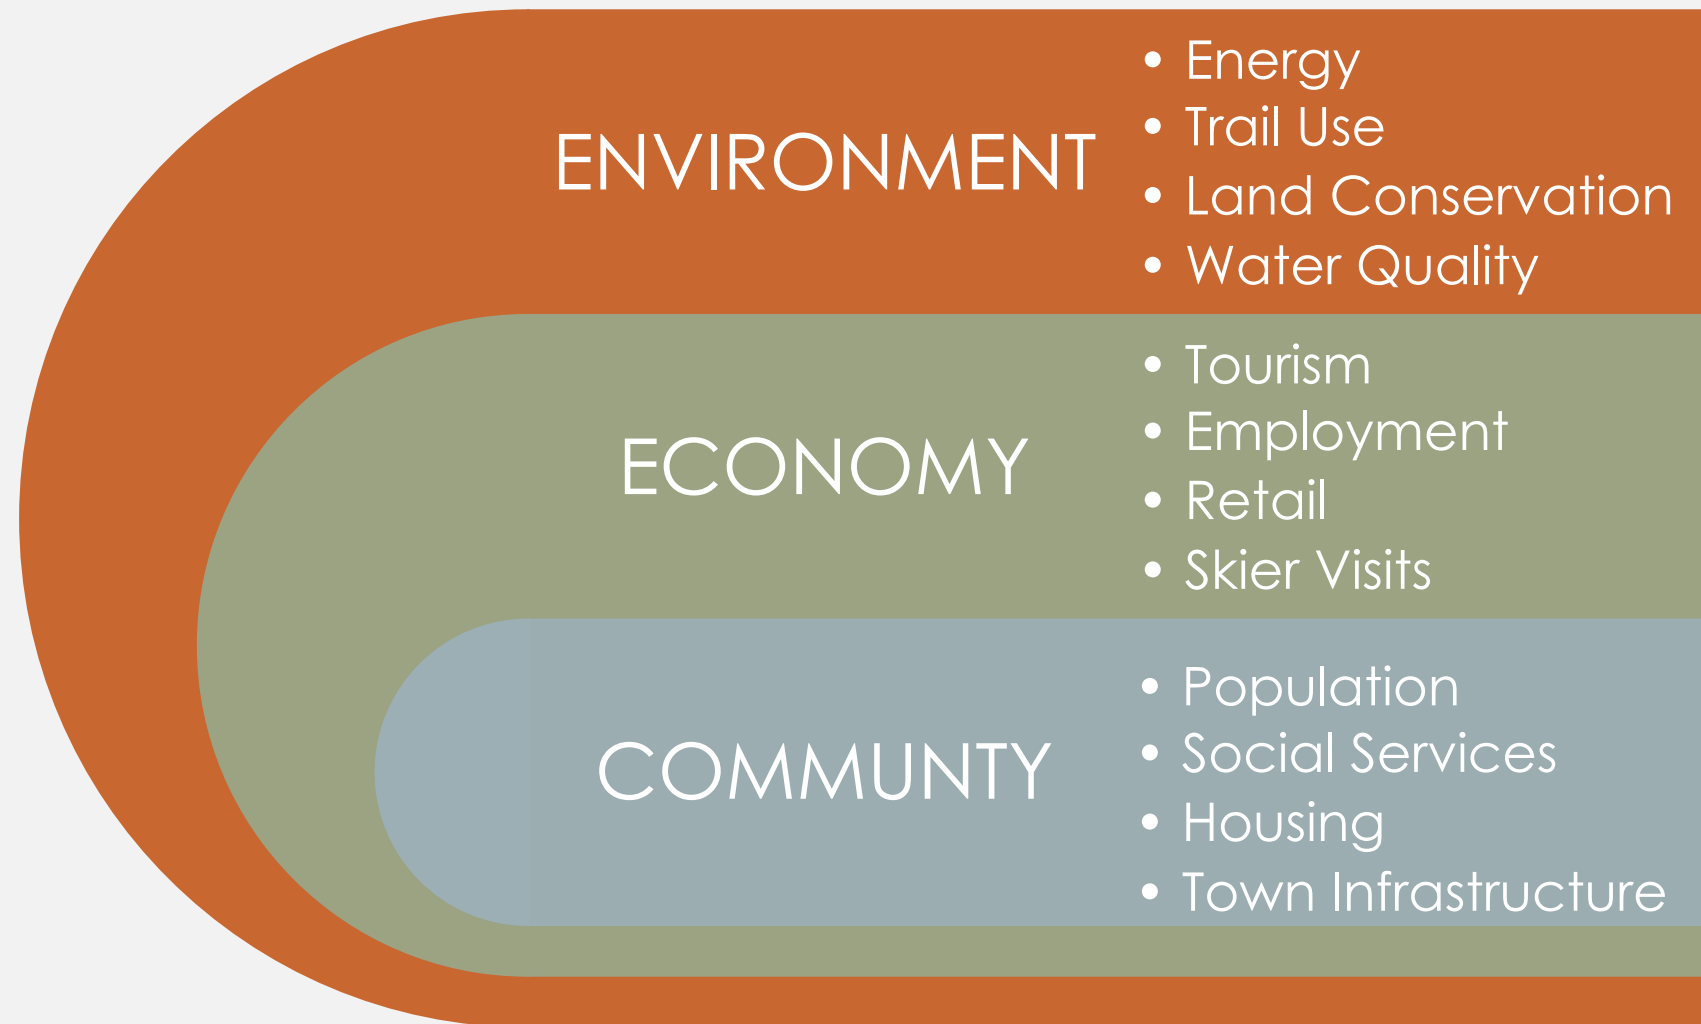 ENVIRONMENT
• Energy
• Trail Use
• Land Conservation
• Water Quality
ECONOMY
• Tourism
• Employment
• Retail
• Skier Visits
COMMUNTY
• Population
• Social Services
• Housing
• Town Infrastructure